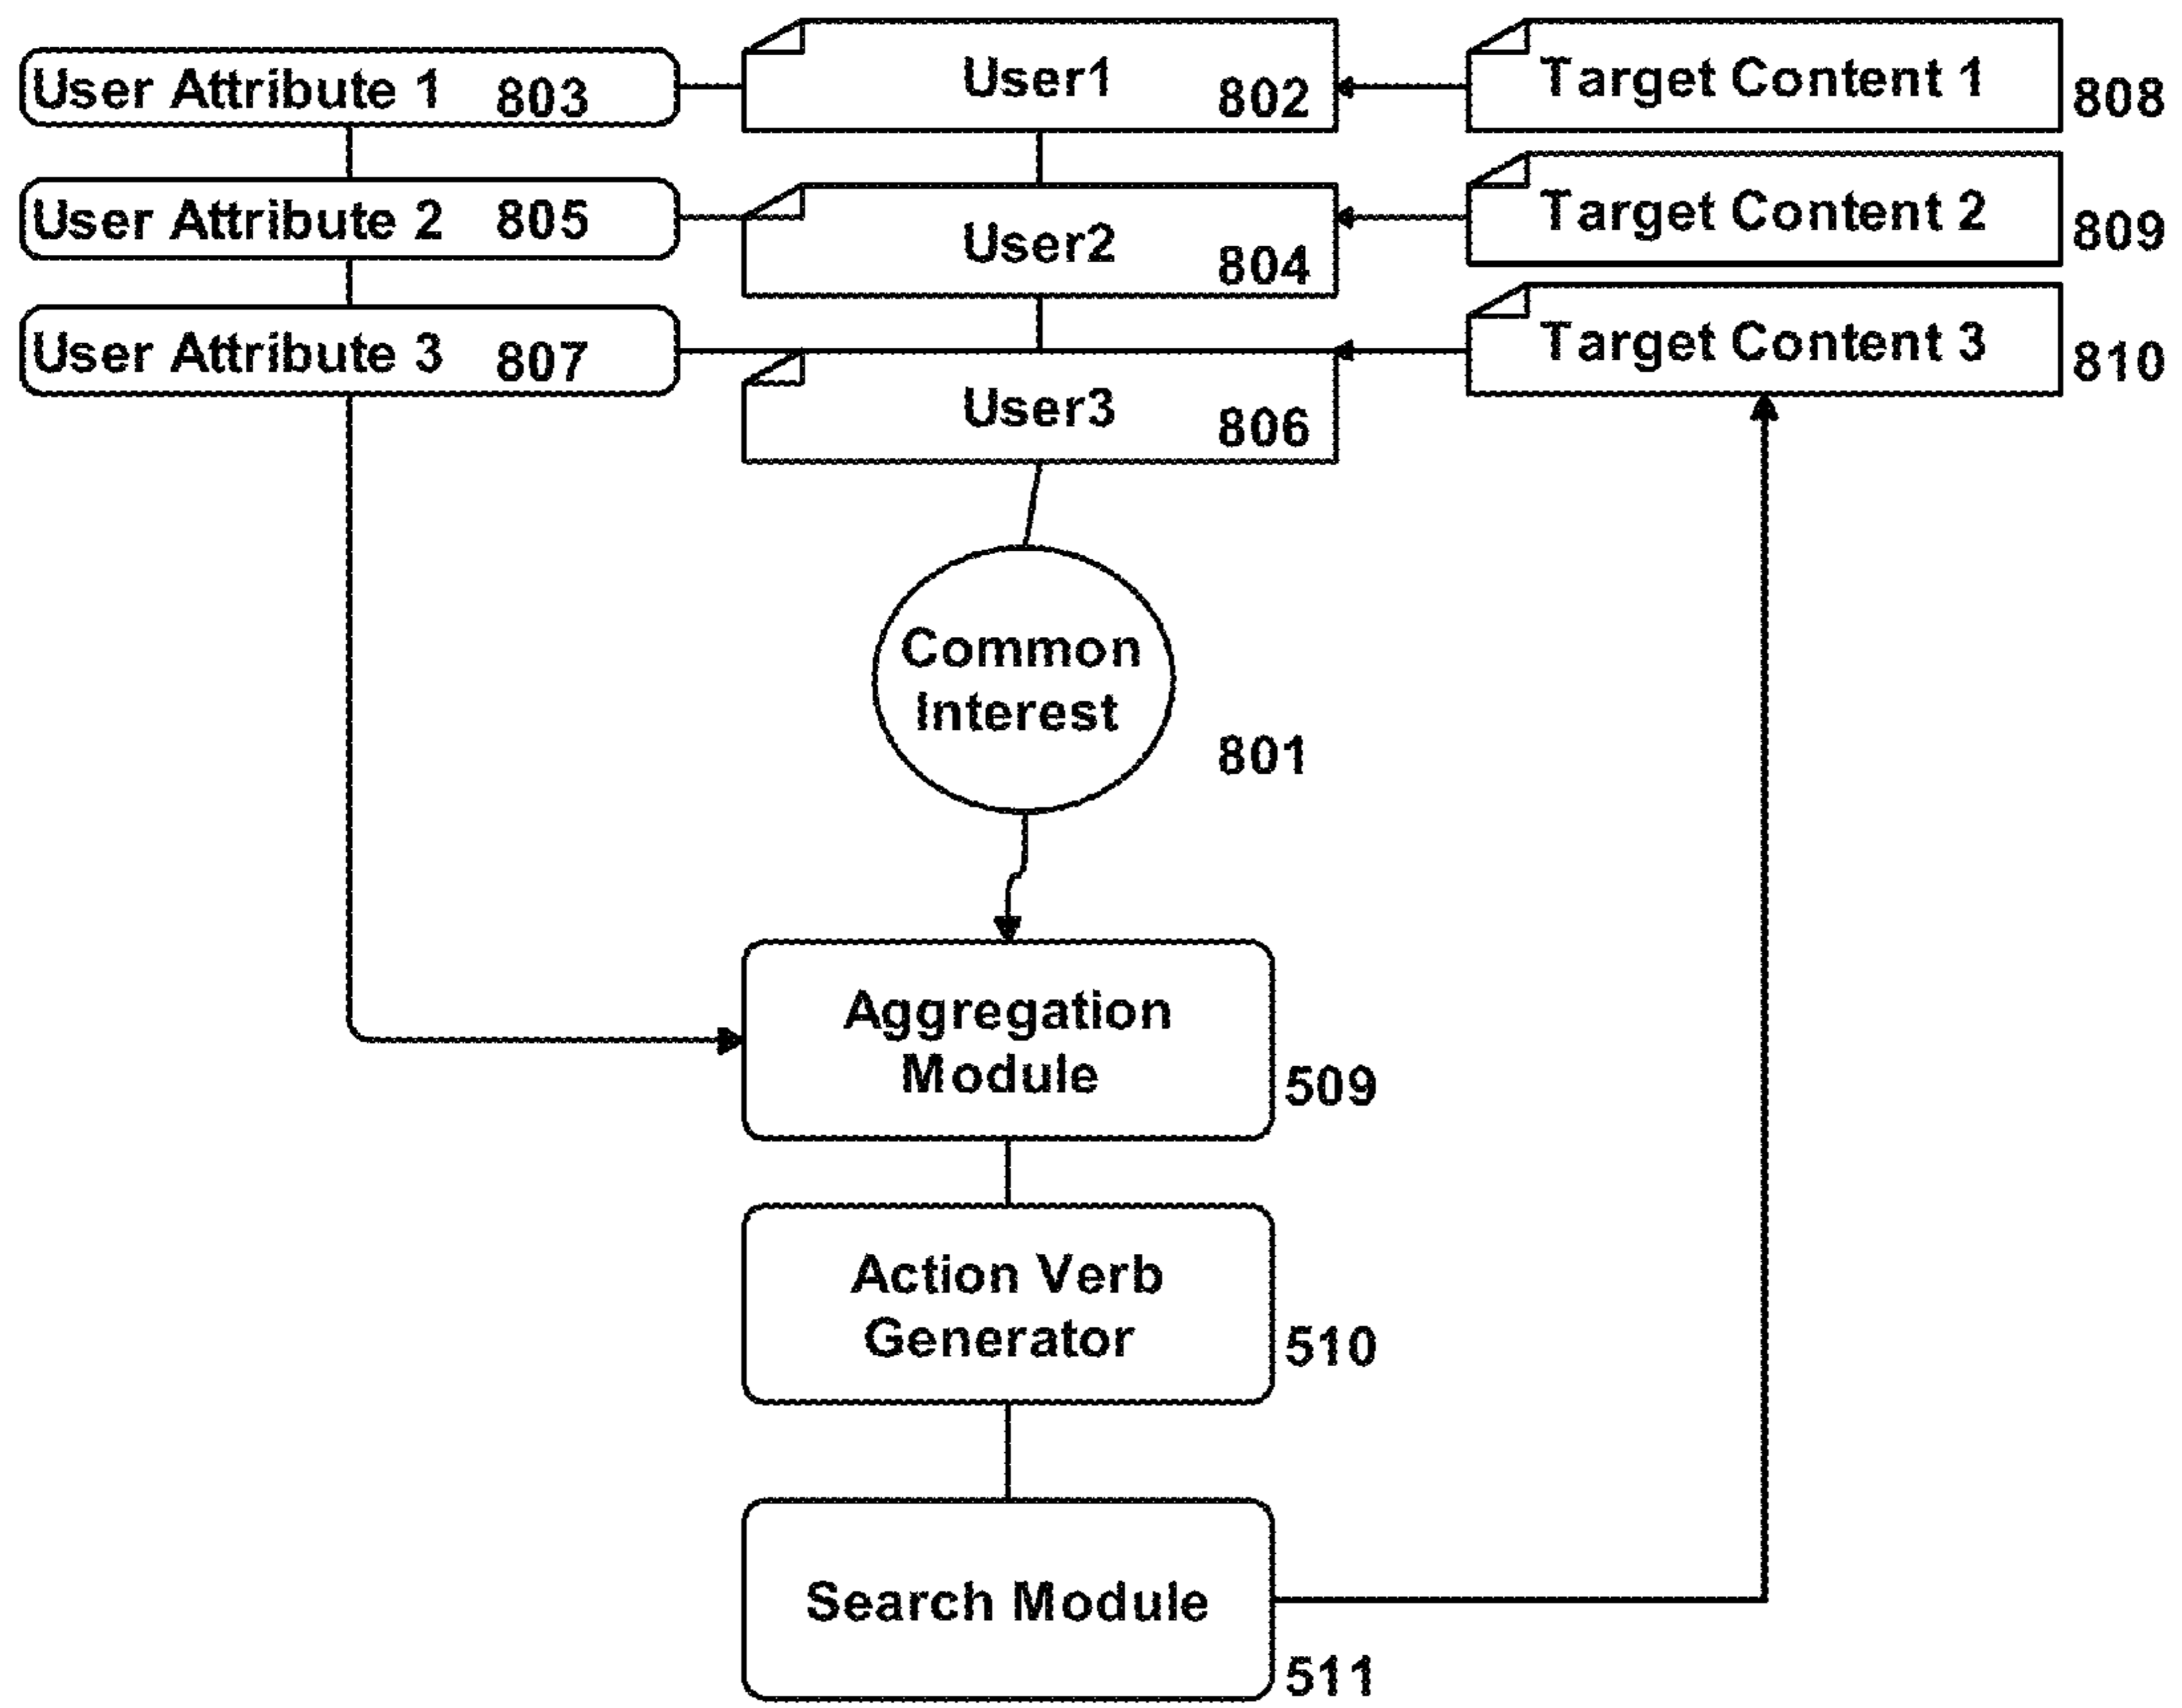 User Attribute 1 803
User1
802
Target Content 1
808
User Attribute 2 805
User2
804
Target Content 2
809
User Attribute 3 807
User3
806
Target Content 3
810
Common
Interest
801
Aggregation
Module
509
Action Verb
Generator
510
Search Module
511